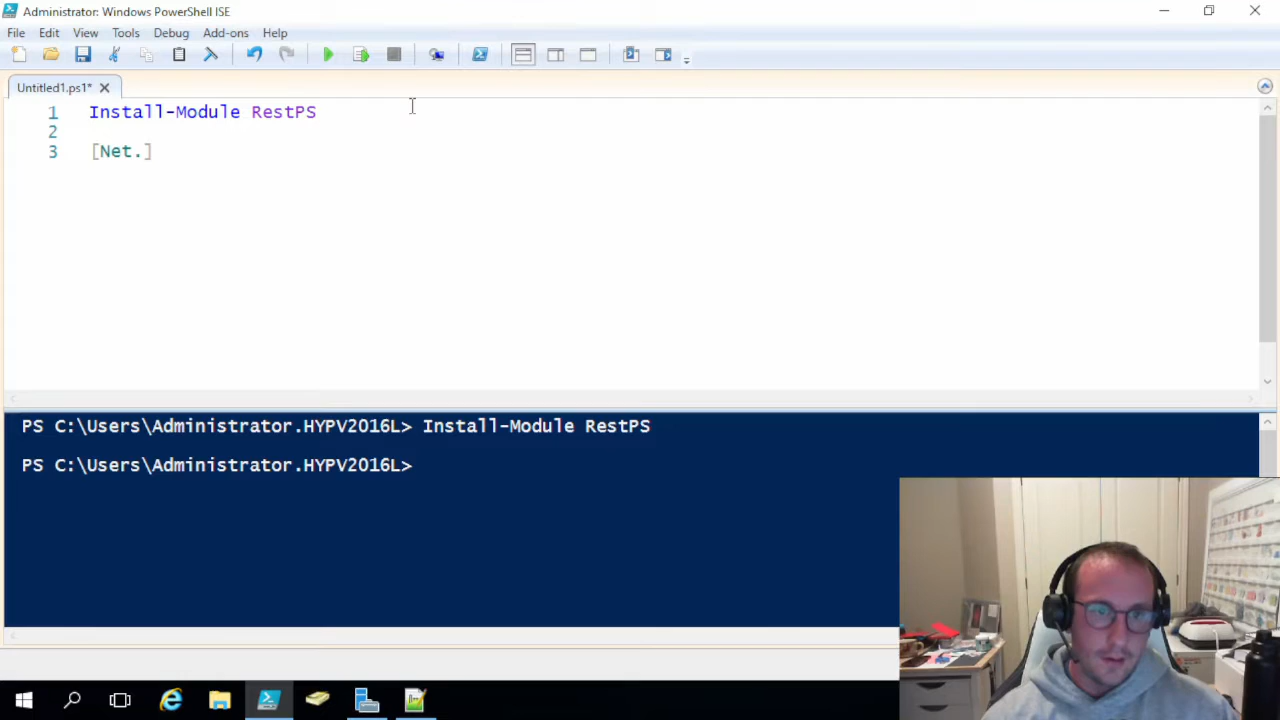 Administrator: Windows PowerShell ISE
File Edit View Tools Debug Add-ons Help
Untitled1.ps1*
1 Install-Module RestPS
2
3 [Net.]
PS C:\Users\Administrator.HYPV2016L> Install-Module RestPS
PS C:\Users\Administrator.HYPV2016L>